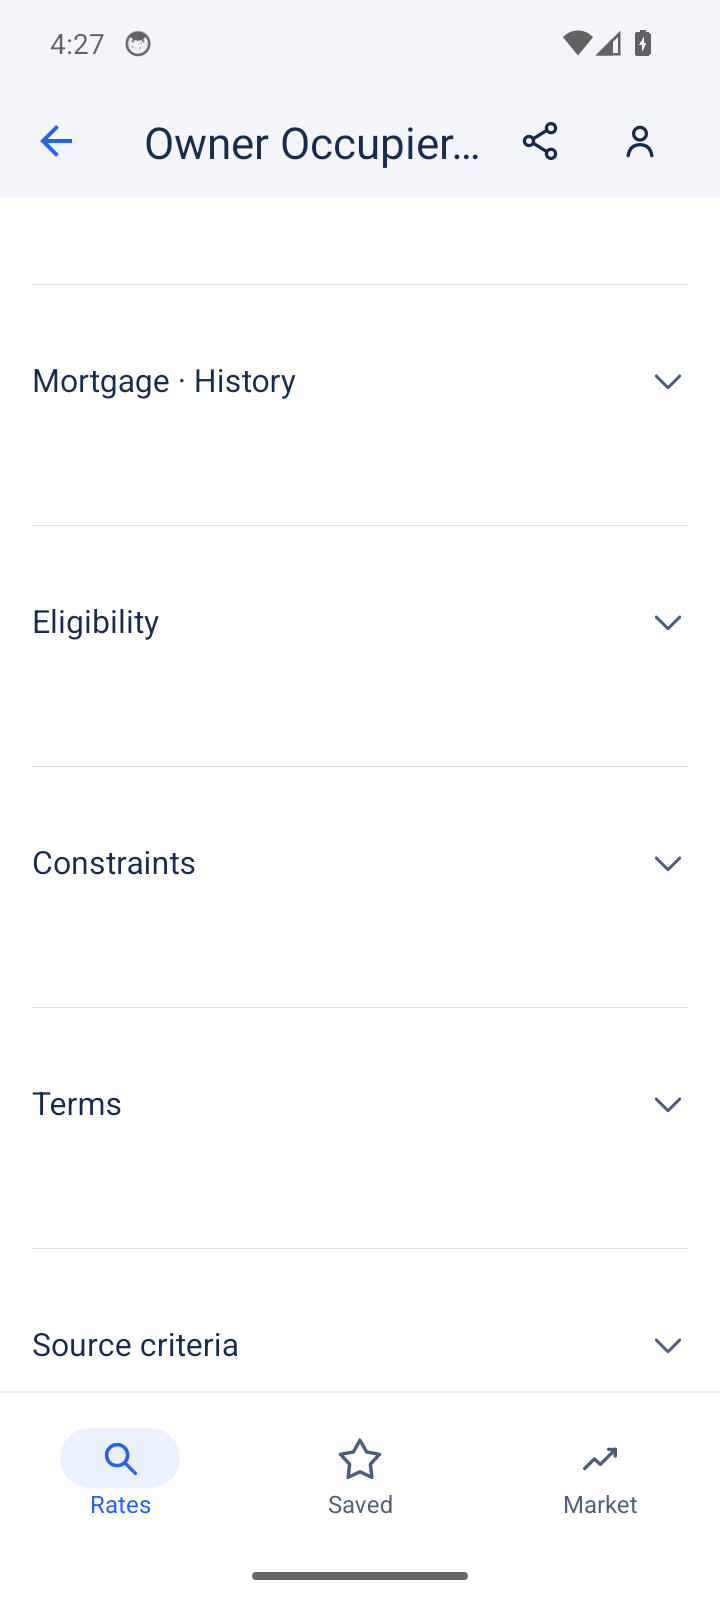 4:27
Owner Occupier...
Mortgage · History
Eligibility
Constraints
Terms
Source criteria
Rates
Saved
Market